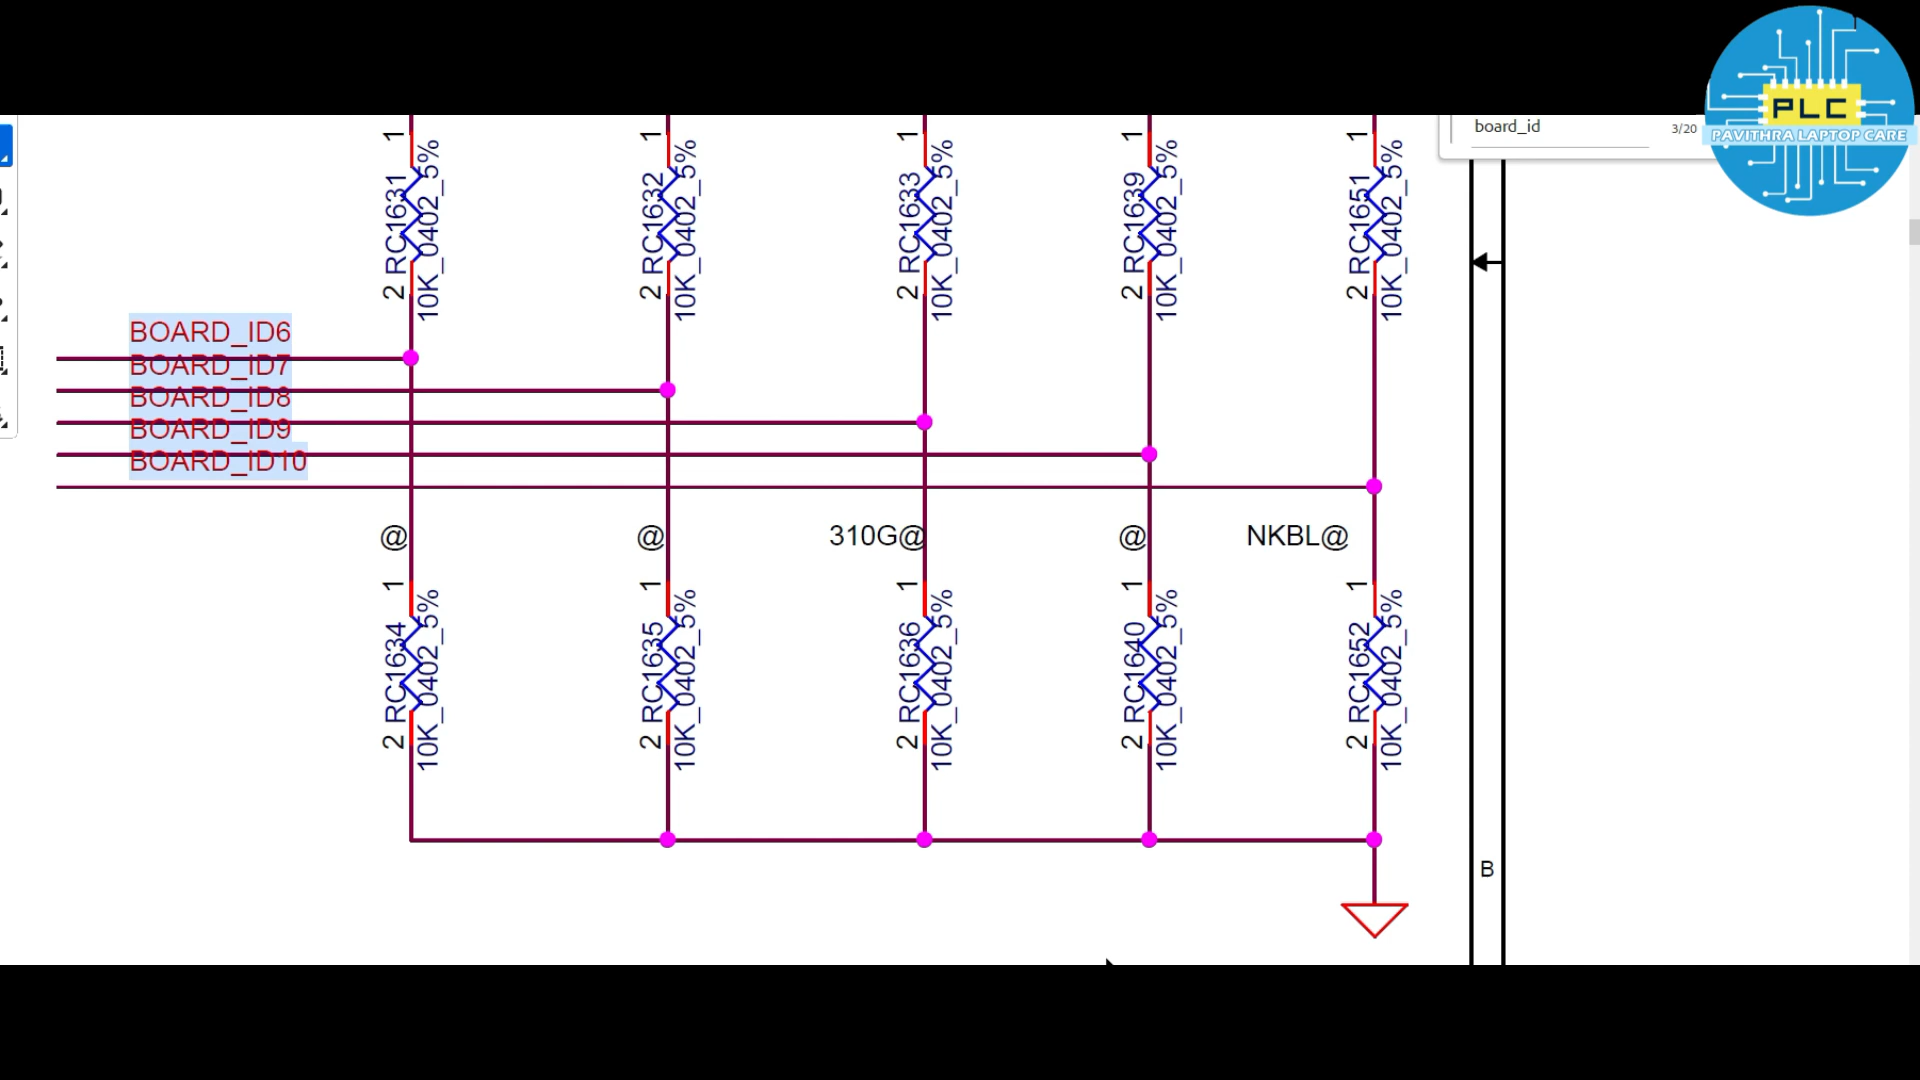 PLC
PAVITHRA LAPTOP CARE
board_id
3/20
1 1 1 1 1
RC1631
10K_0402_5%
RC1632
10K_0402_5%
RC1633
10K_0402_5%
RC1639
10K_0402_5%
RC1651
10K_0402_5%
2 2 2 2 2
BOARD_ID6
BOARD_ID7
BOARD_ID8
BOARD_ID9
BOARD_ID10
@ @ 310G@ @ NKBL@
1 1 1 1 1
RC1634
10K_0402_5%
RC1635
10K_0402_5%
RC1636
10K_0402_5%
RC1640
10K_0402_5%
RC1652
10K_0402_5%
2 2 2 2 2
B